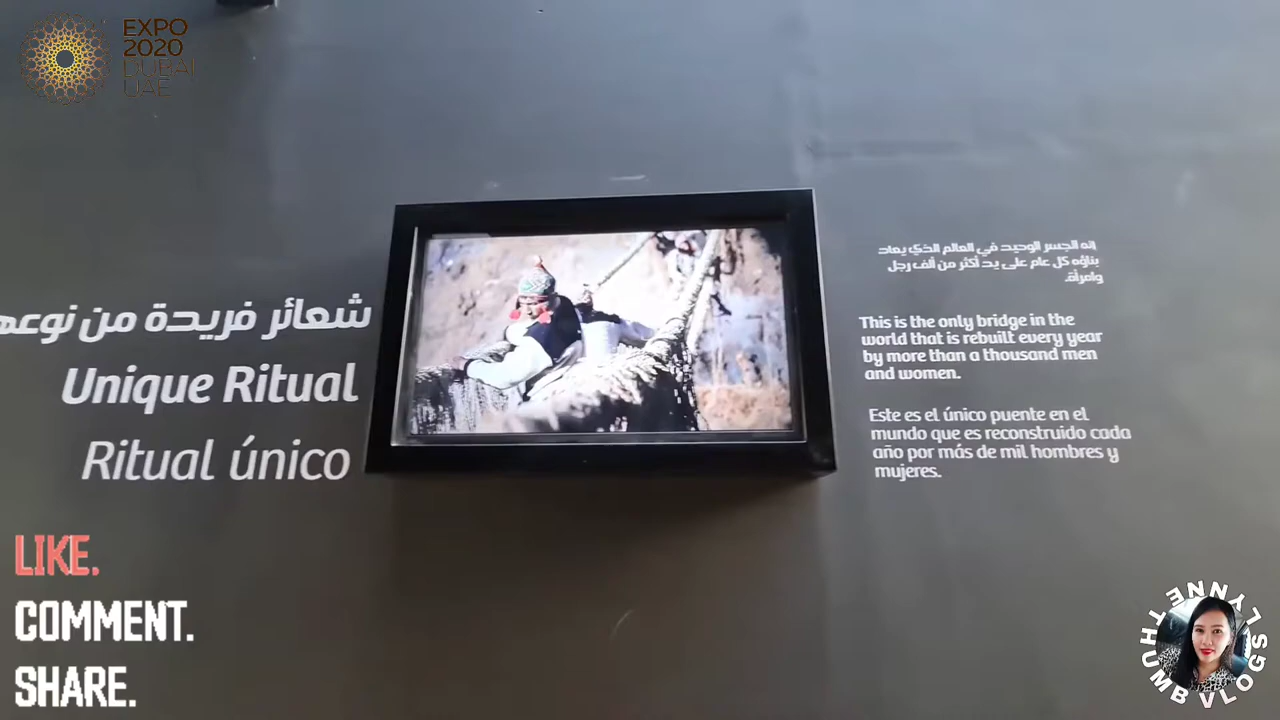 EXPO
2020
DUBAI
UAE
شعائر فريدة من نوعها
Unique Ritual
Ritual único
إنه الجسر الوحيد في العالم الذي يعاد
بناؤه كل عام على يد أكثر من ألف رجل
وامرأة.
This is the only bridge in the
world that is rebuilt every year
by more than a thousand men
and women.
Este es el único puente en el
mundo que es reconstruido cada
año por más de mil hombres y
mujeres.
LIKE.
COMMENT.
SHARE.
LYNNE THUMB VLOGS